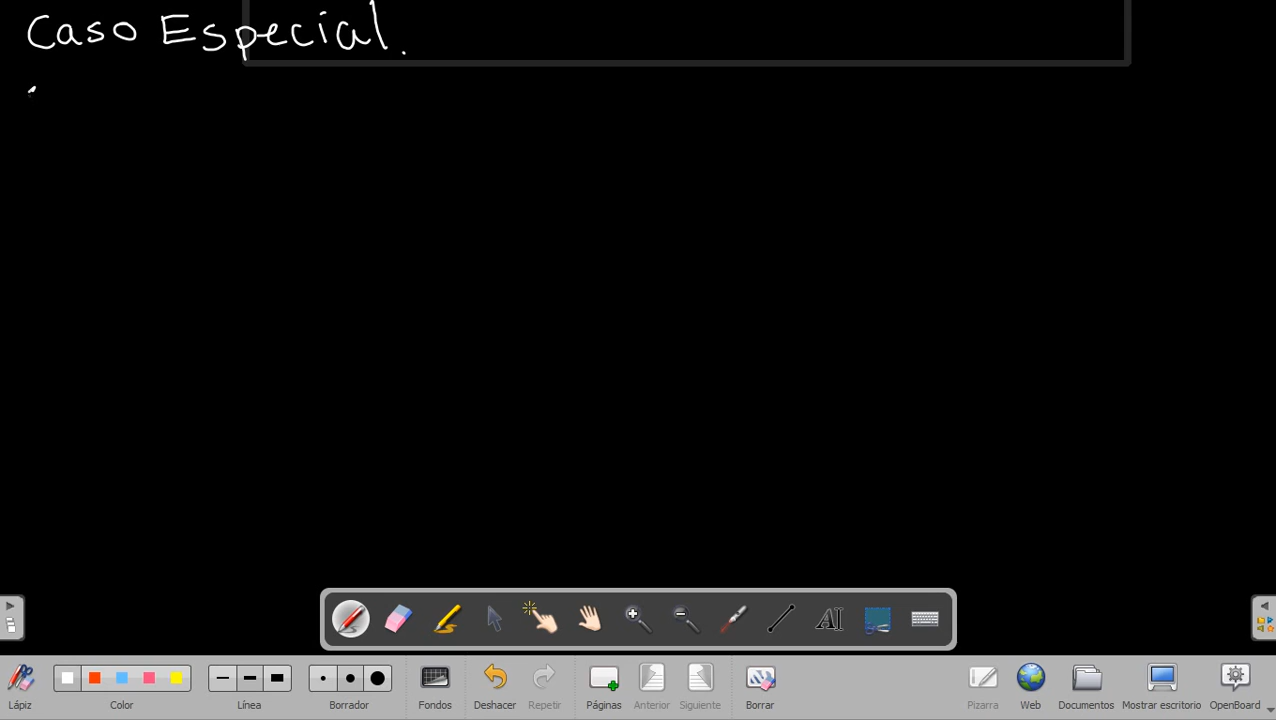 Caso Especial.
Lápiz
Color
Línea
Borrador
Fondos
Deshacer
Repetir
Páginas
Anterior
Siguiente
Borrar
Pizarra
Web
Documentos
Mostrar escritorio
OpenBoard
AI